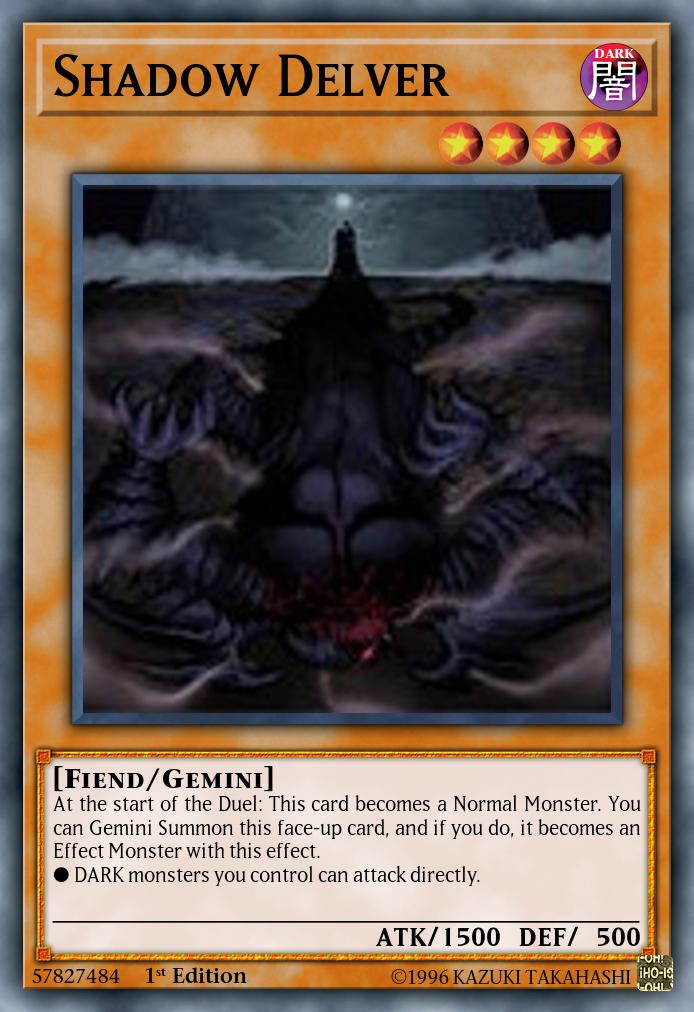 SHADOW DELVER
DARK
闇
[FIEND/GEMINI]
At the start of the Duel: This card becomes a Normal Monster. You
can Gemini Summon this face-up card, and if you do, it becomes an
Effect Monster with this effect.
● DARK monsters you control can attack directly.
ATK/1500 DEF/ 500
57827484 1st Edition ©1996 KAZUKI TAKAHASHI